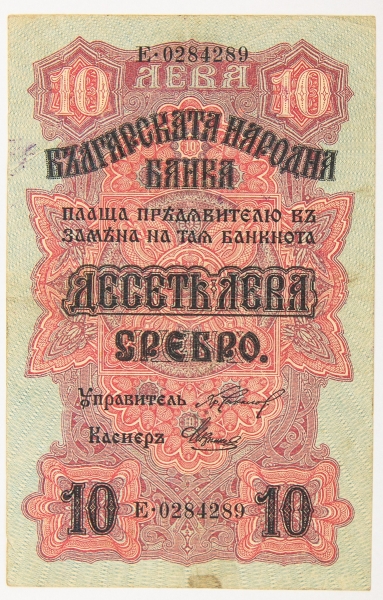 Е·0284289
10 ЛЕВА 10
БЪЛГАРСКАТА НАРОДНА
БАНКА
ПЛАЩА ПРѢДЯВИТЕЛЮ ВЪ
ЗАМѢНА НА ТАЯ БАНКНОТА
ДЕСЕТЬ ЛЕВА
СРЕБРО.
Управитель
Касиеръ
10 Е·0284289 10